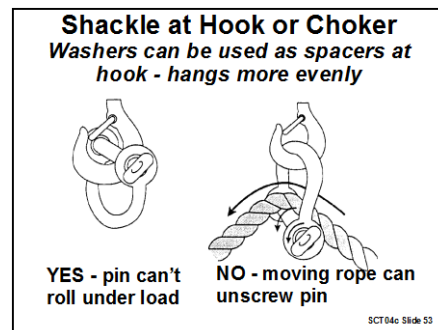 Shackle at Hook or Choker
Washers can be used as spacers at
hook - hangs more evenly
YES - pin can't
roll under load
NO - moving rope can
unscrew pin
SCT04c Slide 53